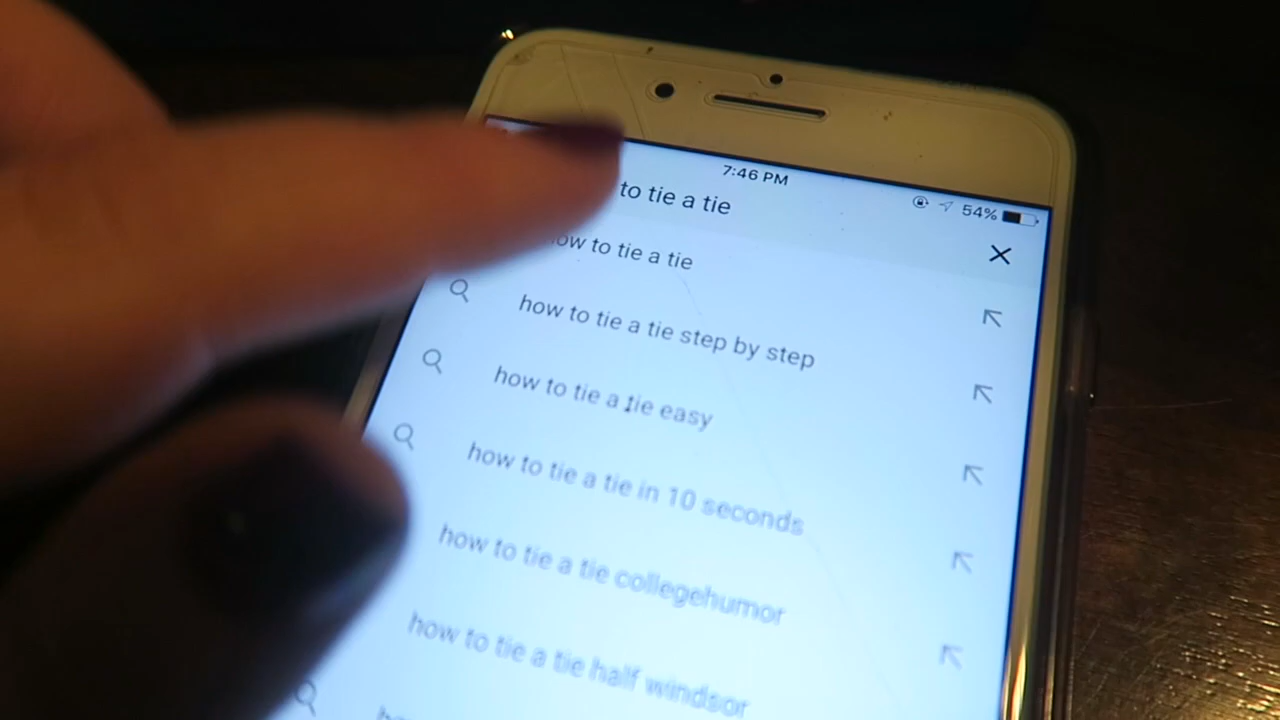 7:46 PM
54%
to tie a tie
how to tie a tie
how to tie a tie step by step
how to tie a tie easy
how to tie a tie in 10 seconds
how to tie a tie collegehumor
how to tie a tie half windsor